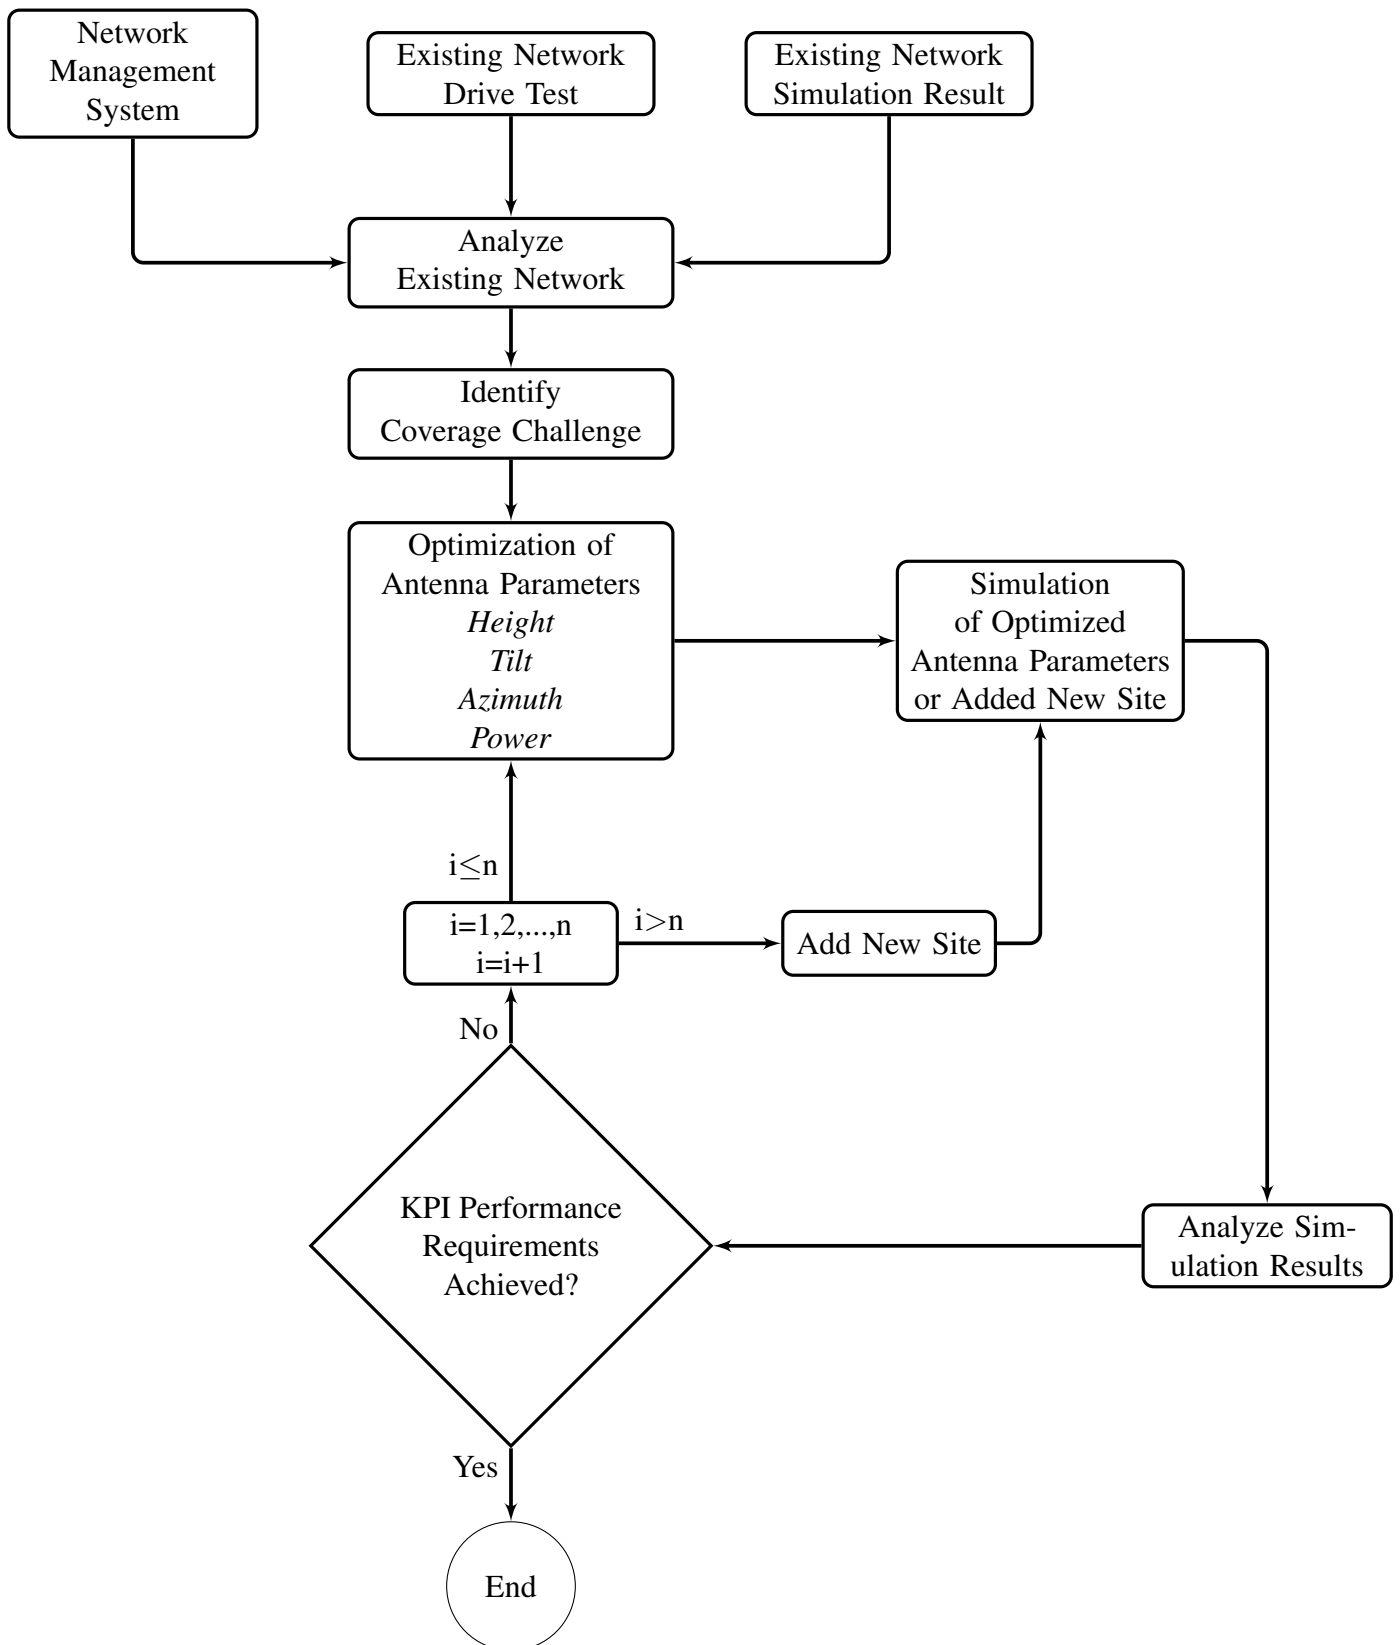 Network
Management
System
Existing Network
Drive Test
Existing Network
Simulation Result
Analyze
Existing Network
Identify
Coverage Challenge
Optimization of
Antenna Parameters
Height
Tilt
Azimuth
Power
Simulation
of Optimized
Antenna Parameters
or Added New Site
i≤n
i=1,2,...,n
i=i+1
i>n
Add New Site
No
KPI Performance
Requirements
Achieved?
Analyze Sim-
ulation Results
Yes
End